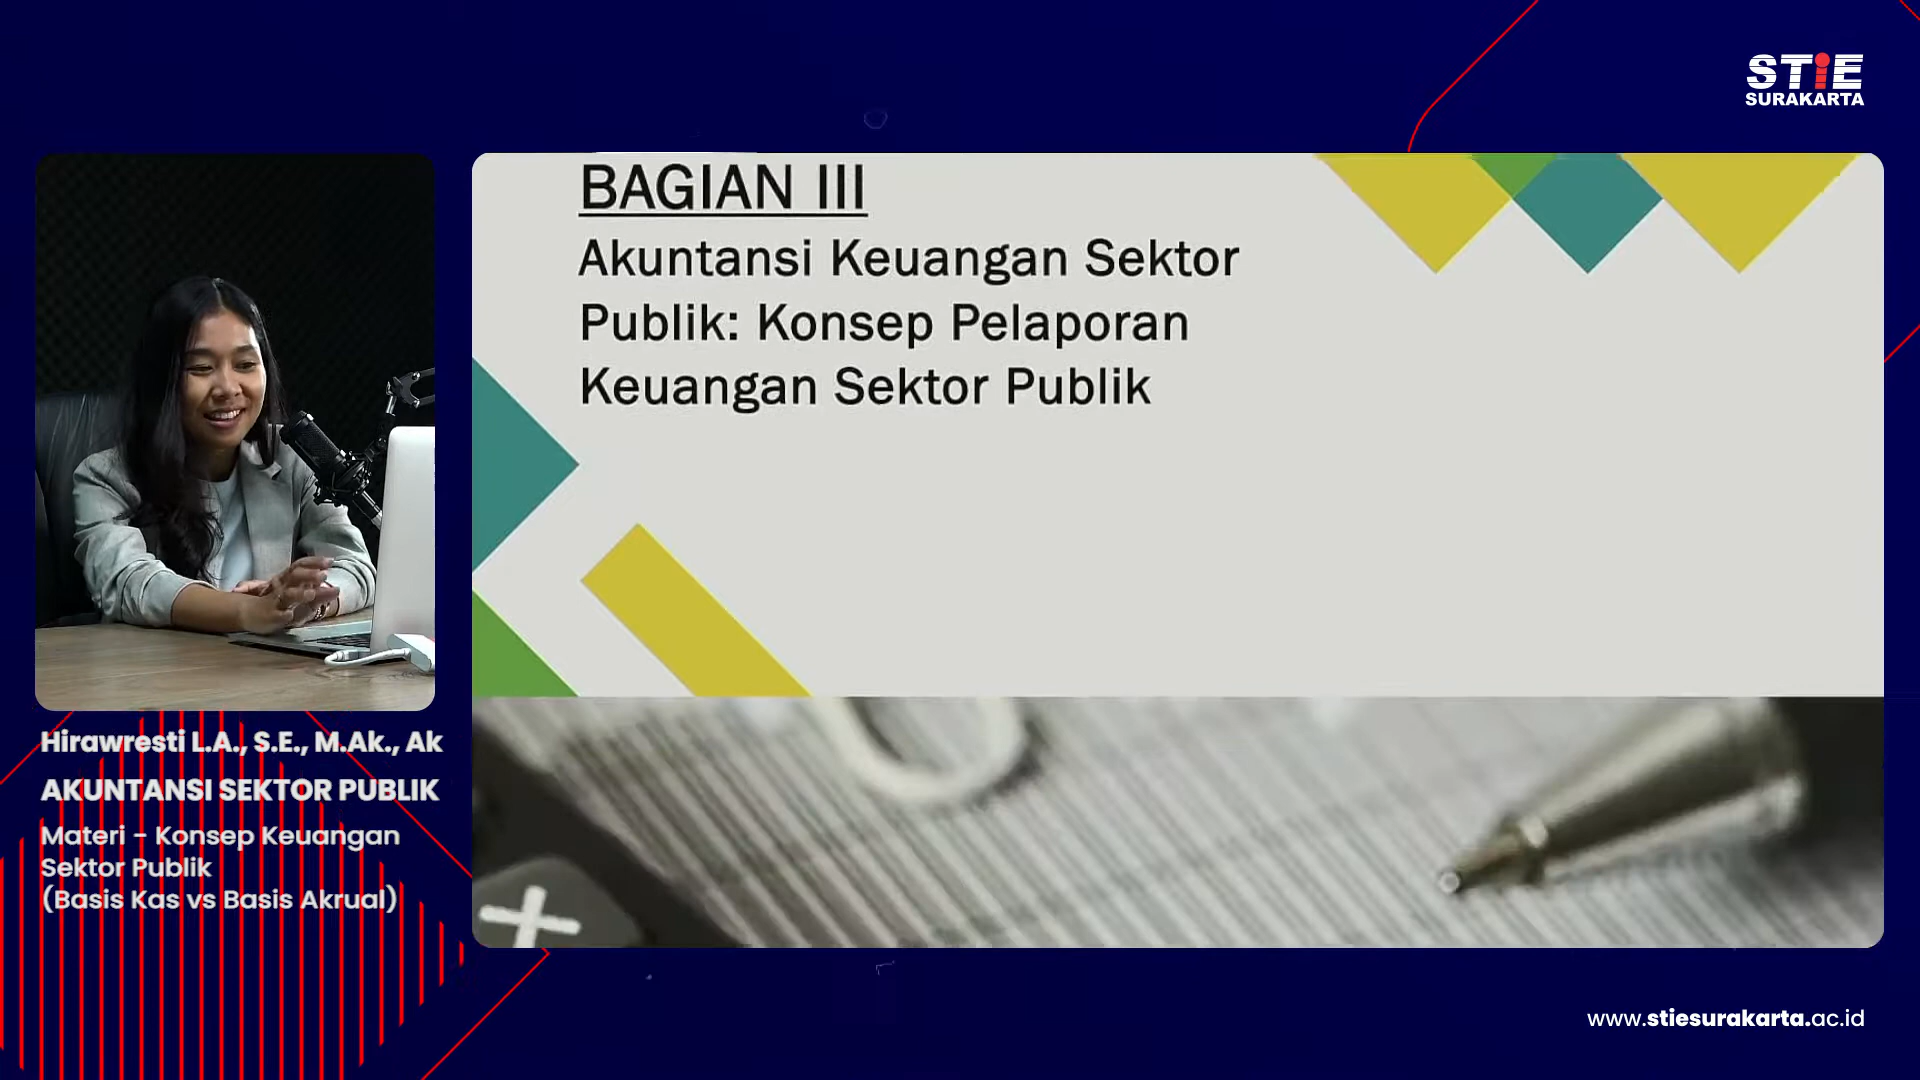 STiE
SURAKARTA
BAGIAN III
Akuntansi Keuangan Sektor
Publik: Konsep Pelaporan
Keuangan Sektor Publik
Hirawresti L.A., S.E., M.Ak., Ak
AKUNTANSI SEKTOR PUBLIK
Materi - Konsep Keuangan
Sektor Publik
(Basis Kas vs Basis Akrual)
www.stiesurakarta.ac.id